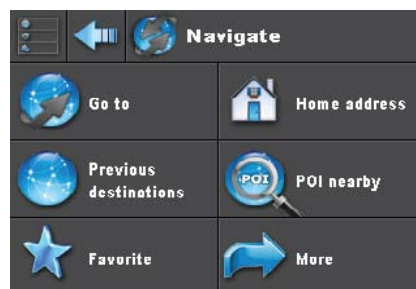 Navigate
Go to
Home address
Previous
destinations
POI
POI nearby
Favorite
More